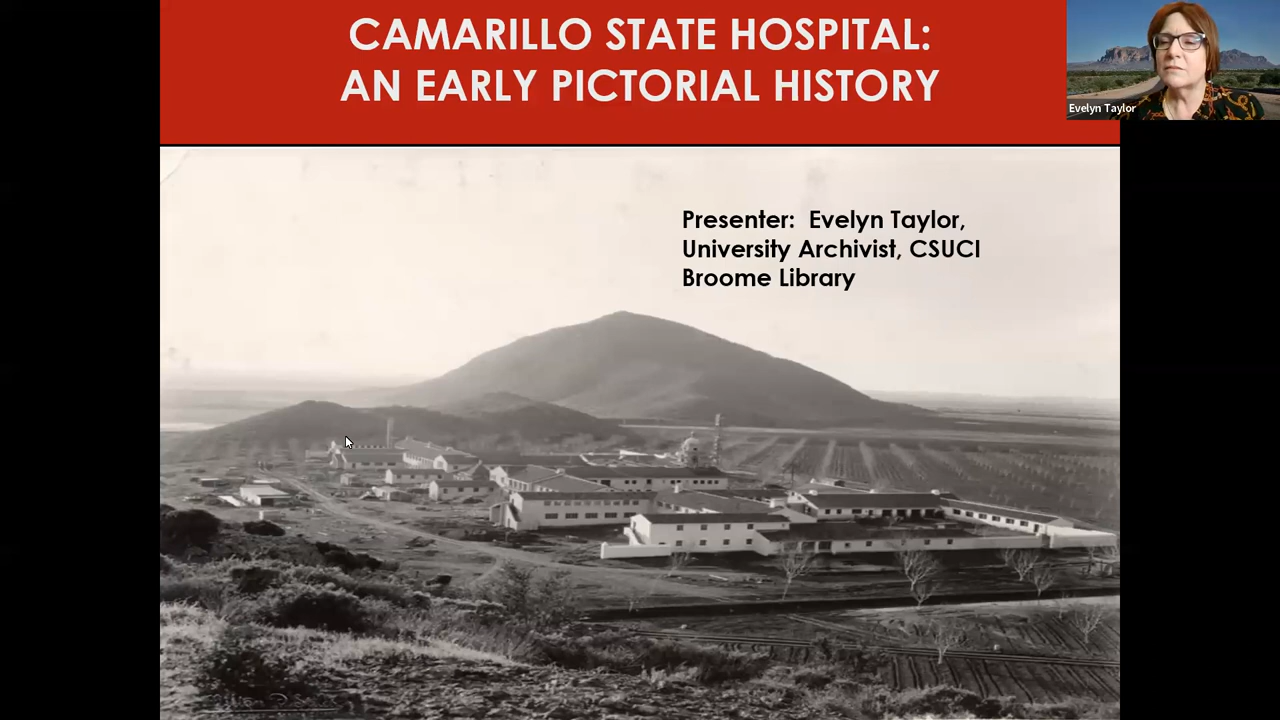 CAMARILLO STATE HOSPITAL:
AN EARLY PICTORIAL HISTORY
Evelyn Taylor
Presenter:  Evelyn Taylor,
University Archivist, CSUCI
Broome Library